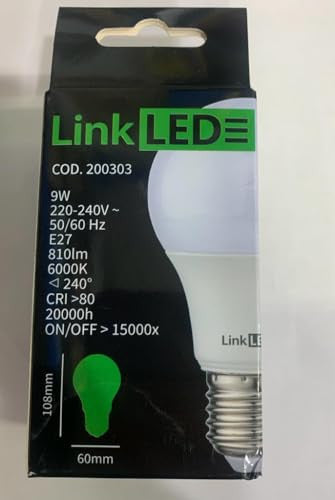 Link LED
COD. 200303
9W
220-240V ~
50/60 Hz
E27
810lm
6000K
⊲ 240°
CRI >80
20000h
ON/OFF > 15000x
108mm
60mm
Link LE